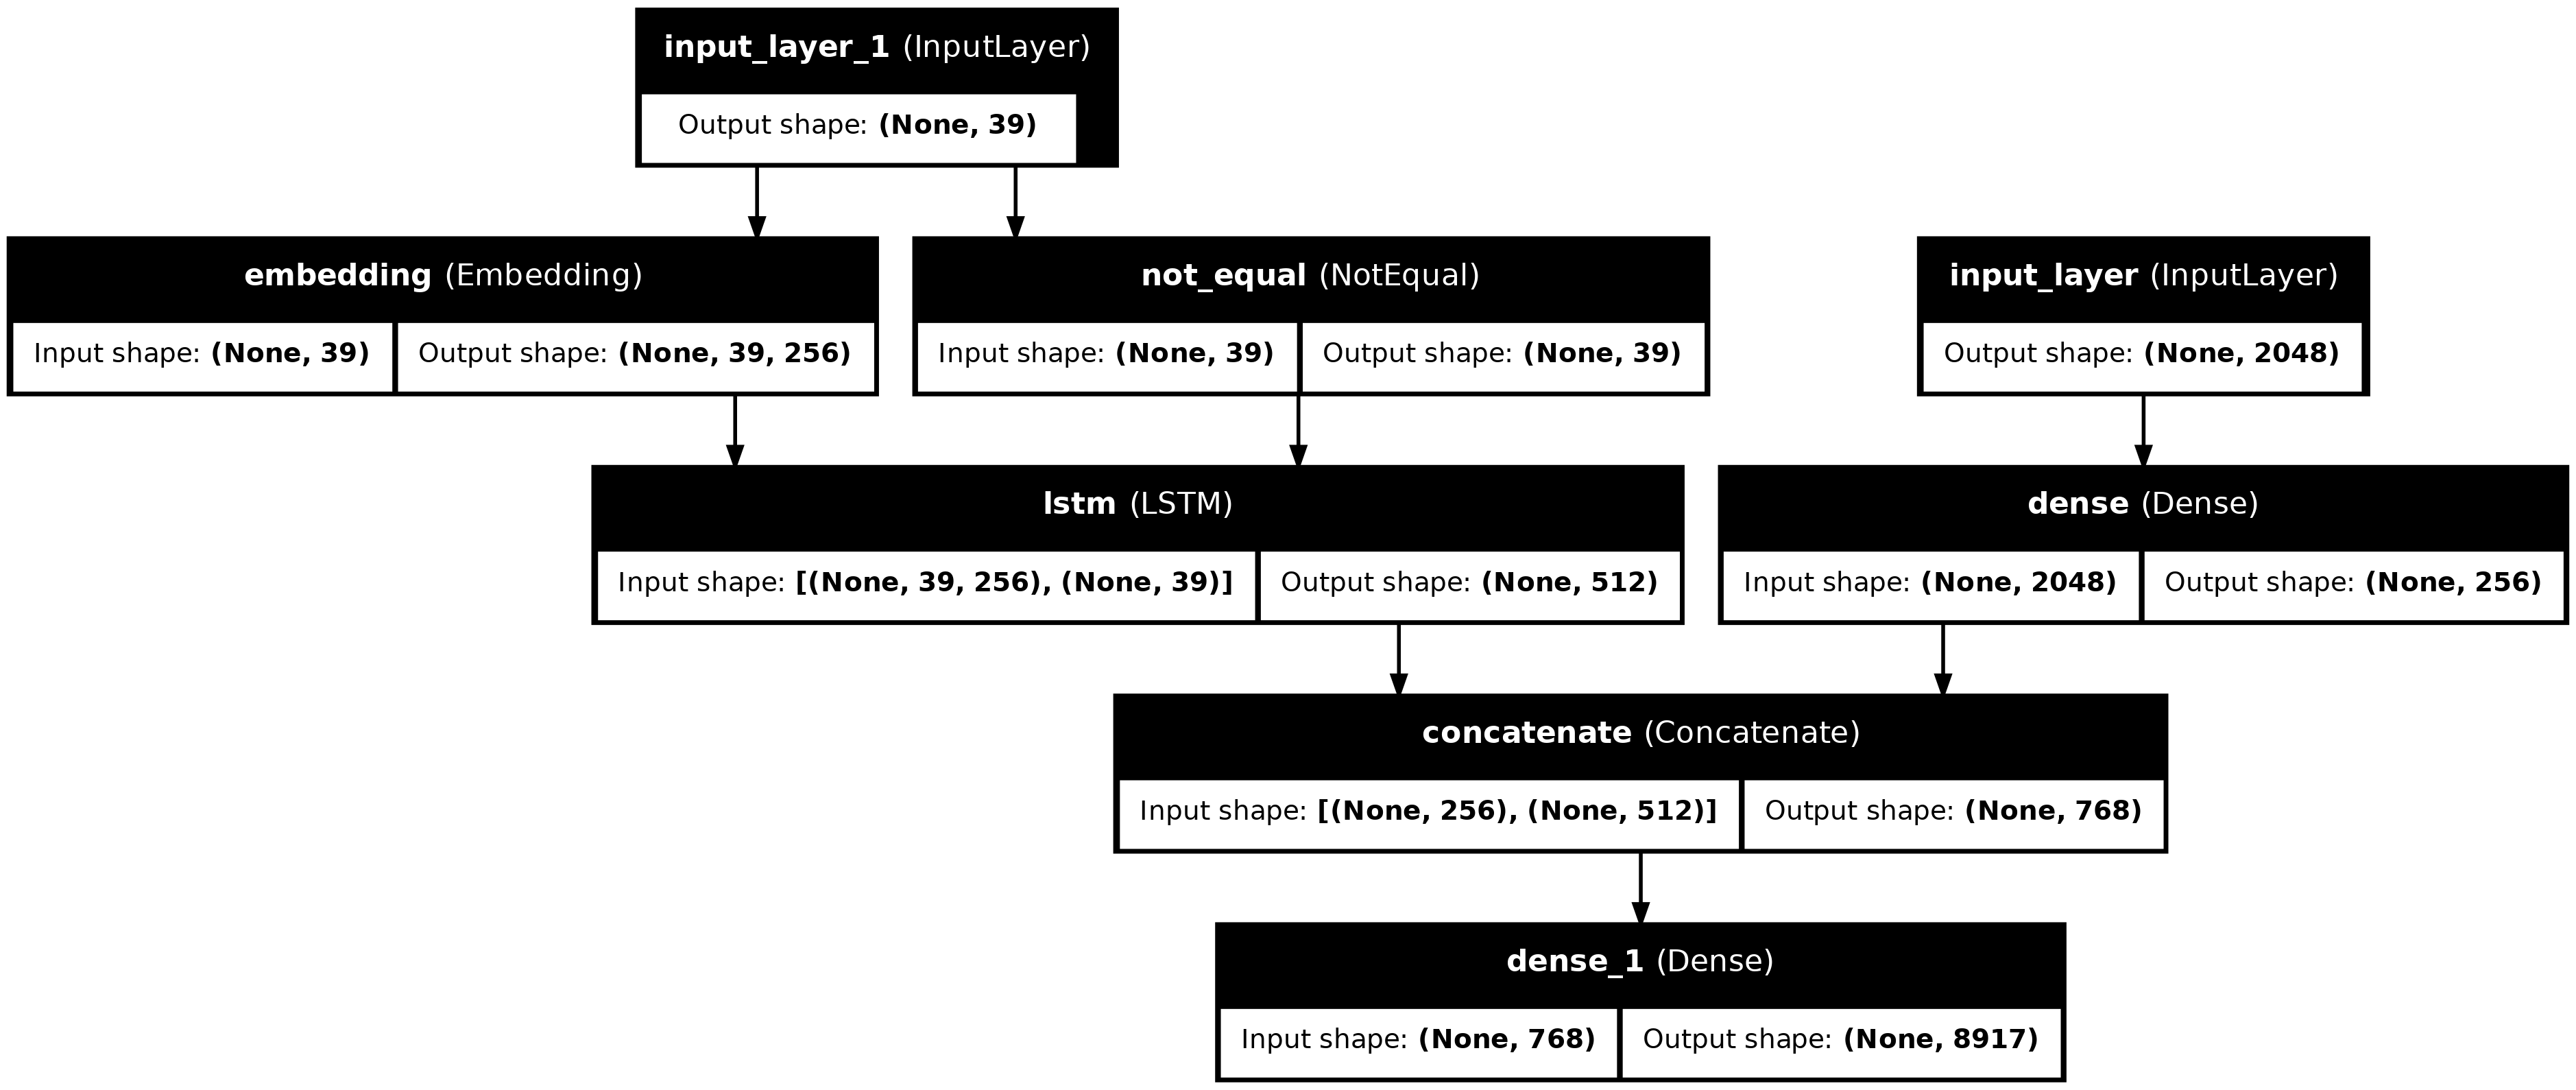 input_layer_1 (InputLayer)
Output shape: (None, 39)
embedding (Embedding)
Input shape: (None, 39)
Output shape: (None, 39, 256)
not_equal (NotEqual)
Input shape: (None, 39)
Output shape: (None, 39)
input_layer (InputLayer)
Output shape: (None, 2048)
lstm (LSTM)
Input shape: [(None, 39, 256), (None, 39)]
Output shape: (None, 512)
dense (Dense)
Input shape: (None, 2048)
Output shape: (None, 256)
concatenate (Concatenate)
Input shape: [(None, 256), (None, 512)]
Output shape: (None, 768)
dense_1 (Dense)
Input shape: (None, 768)
Output shape: (None, 8917)